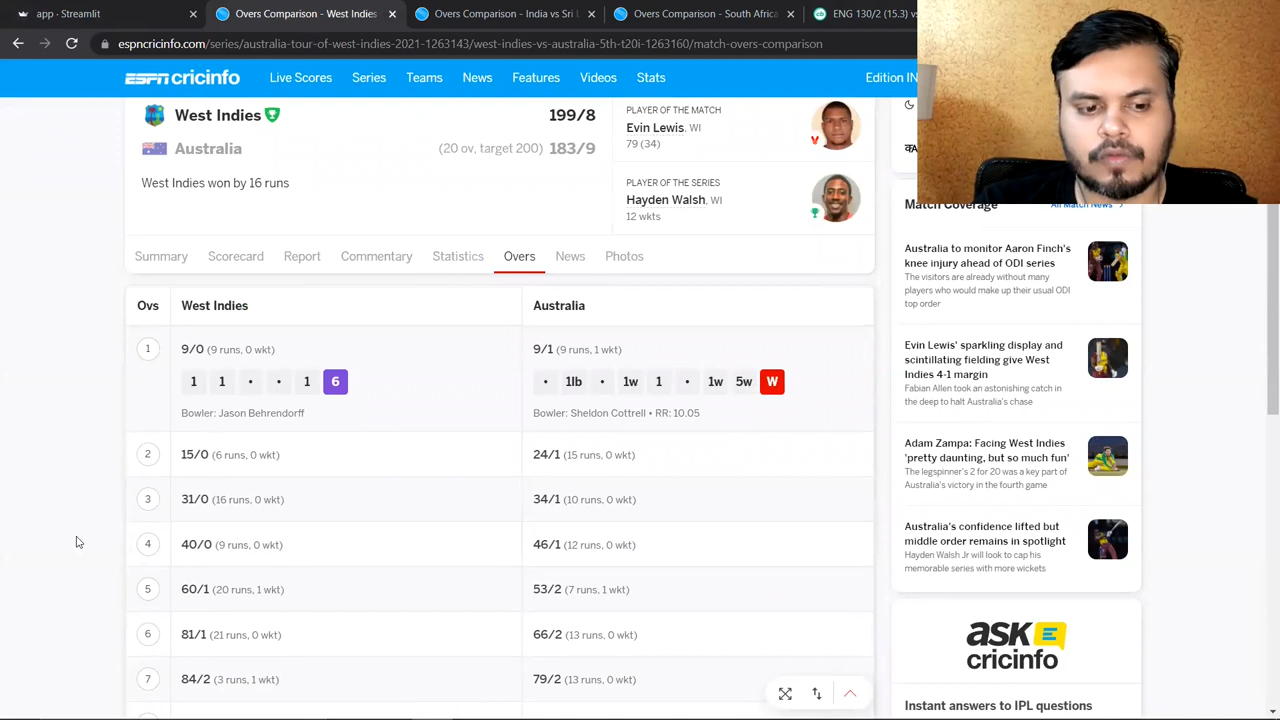 app · Streamlit
West Indies vs Australi
Over Comparison - West
Over Comparison - South Afric
ENG 130/2 (15.3 vs
espncricinfo.com/series/australia-tour-of-west-indies-
-1263143/west-indies-vs-australia-5th-t20i-1263160/match-overs-comparison
ESPN cricinfo
Live Scores
Series
Teams
News
Features
Videos
Stats
Edition IN
West Indies
199/8
Australia
(20 ov, target 200) 183/9
West Indies won by 16 runs
PLAYER OF THE MATCH
Evin Lewis, WI
79 (34)
PLAYER OF THE SERIES
Hayden Walsh, WI
12 wkts
Summary
Scorecard
Report
Comme
Statistics
Overs
News
Photos
Ovs
West Indies
Australia
1
9/0 (9 runs, 0 wkt)
9/1 (9 runs, 1 wkt)
1 1 • • 1 6
• 1lb • 1w 1 • 1w 5w W
Bowler: Jason Behrendorff
Bowler: Sheldon Cottrell • RR: 10.05
2
15/0 (6 runs, 0 wkt)
24/1 (15 runs, 0 wkt)
3
31/0 (16 runs, 0 wkt)
34/1 (10 runs, 0 wkt)
4
40/0 (9 runs, 0 wkt)
46/1 (12 runs, 0 wkt)
5
60/1 (20 runs, 1 wkt)
53/2 (7 runs, 1 wkt)
6
81/1 (21 runs, 0 wkt)
66/2 (13 runs, 0 wkt)
7
84/2 (3 runs, 1 wkt)
79/2 (13 runs, 0 wkt)
Match Coverage
All Match News
Australia to monitor Aaron Finch's
knee injury ahead of ODI series
The visitors are already without many
players who would make up their usual ODI
top order
Evin Lewis' sparkling display and
scintillating fielding give West
Indies 4-1 margin
Fabian Allen took an astonishing catch in
the deep to halt Australia's chase
Adam Zampa: Facing West Indies
'pretty daunting, but so much fun'
The legspinner's 2 for 20 was a key part of
Australia's victory in the fourth game
Australia's confidence lifted but
middle order remains in spotlight
Hayden Walsh Jr will look to cap his
memorable series with more wickets
ask
cricinfo
Instant answers to IPL questions